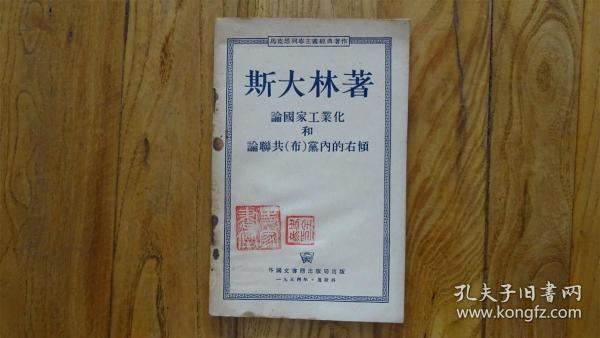 馬克思列寧主義經典著作
斯大林著
論國家工業化
和
論聯共(布)黨內的右傾
外國文書籍出版局出版
一九五四年·莫斯科
孔夫子旧书网
www.kongfz.com